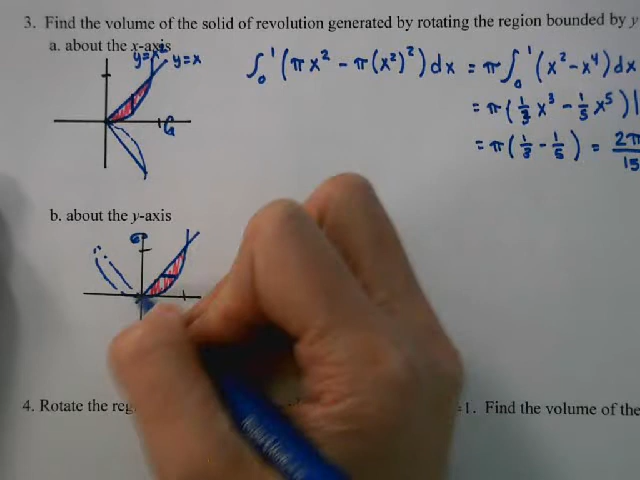 3. Find the volume of the solid of revolution generated by rotating the region bounded by y
a. about the x-axis
y=x² y=x
∫₀¹(πx² - π(x²)²)dx = π∫₀¹(x²-x⁴)dx
= π(⅓x³ - ⅕x⁵)|
= π(⅓ - ⅕) = 2π/15
b. about the y-axis
4. Rotate the reg =1. Find the volume of the